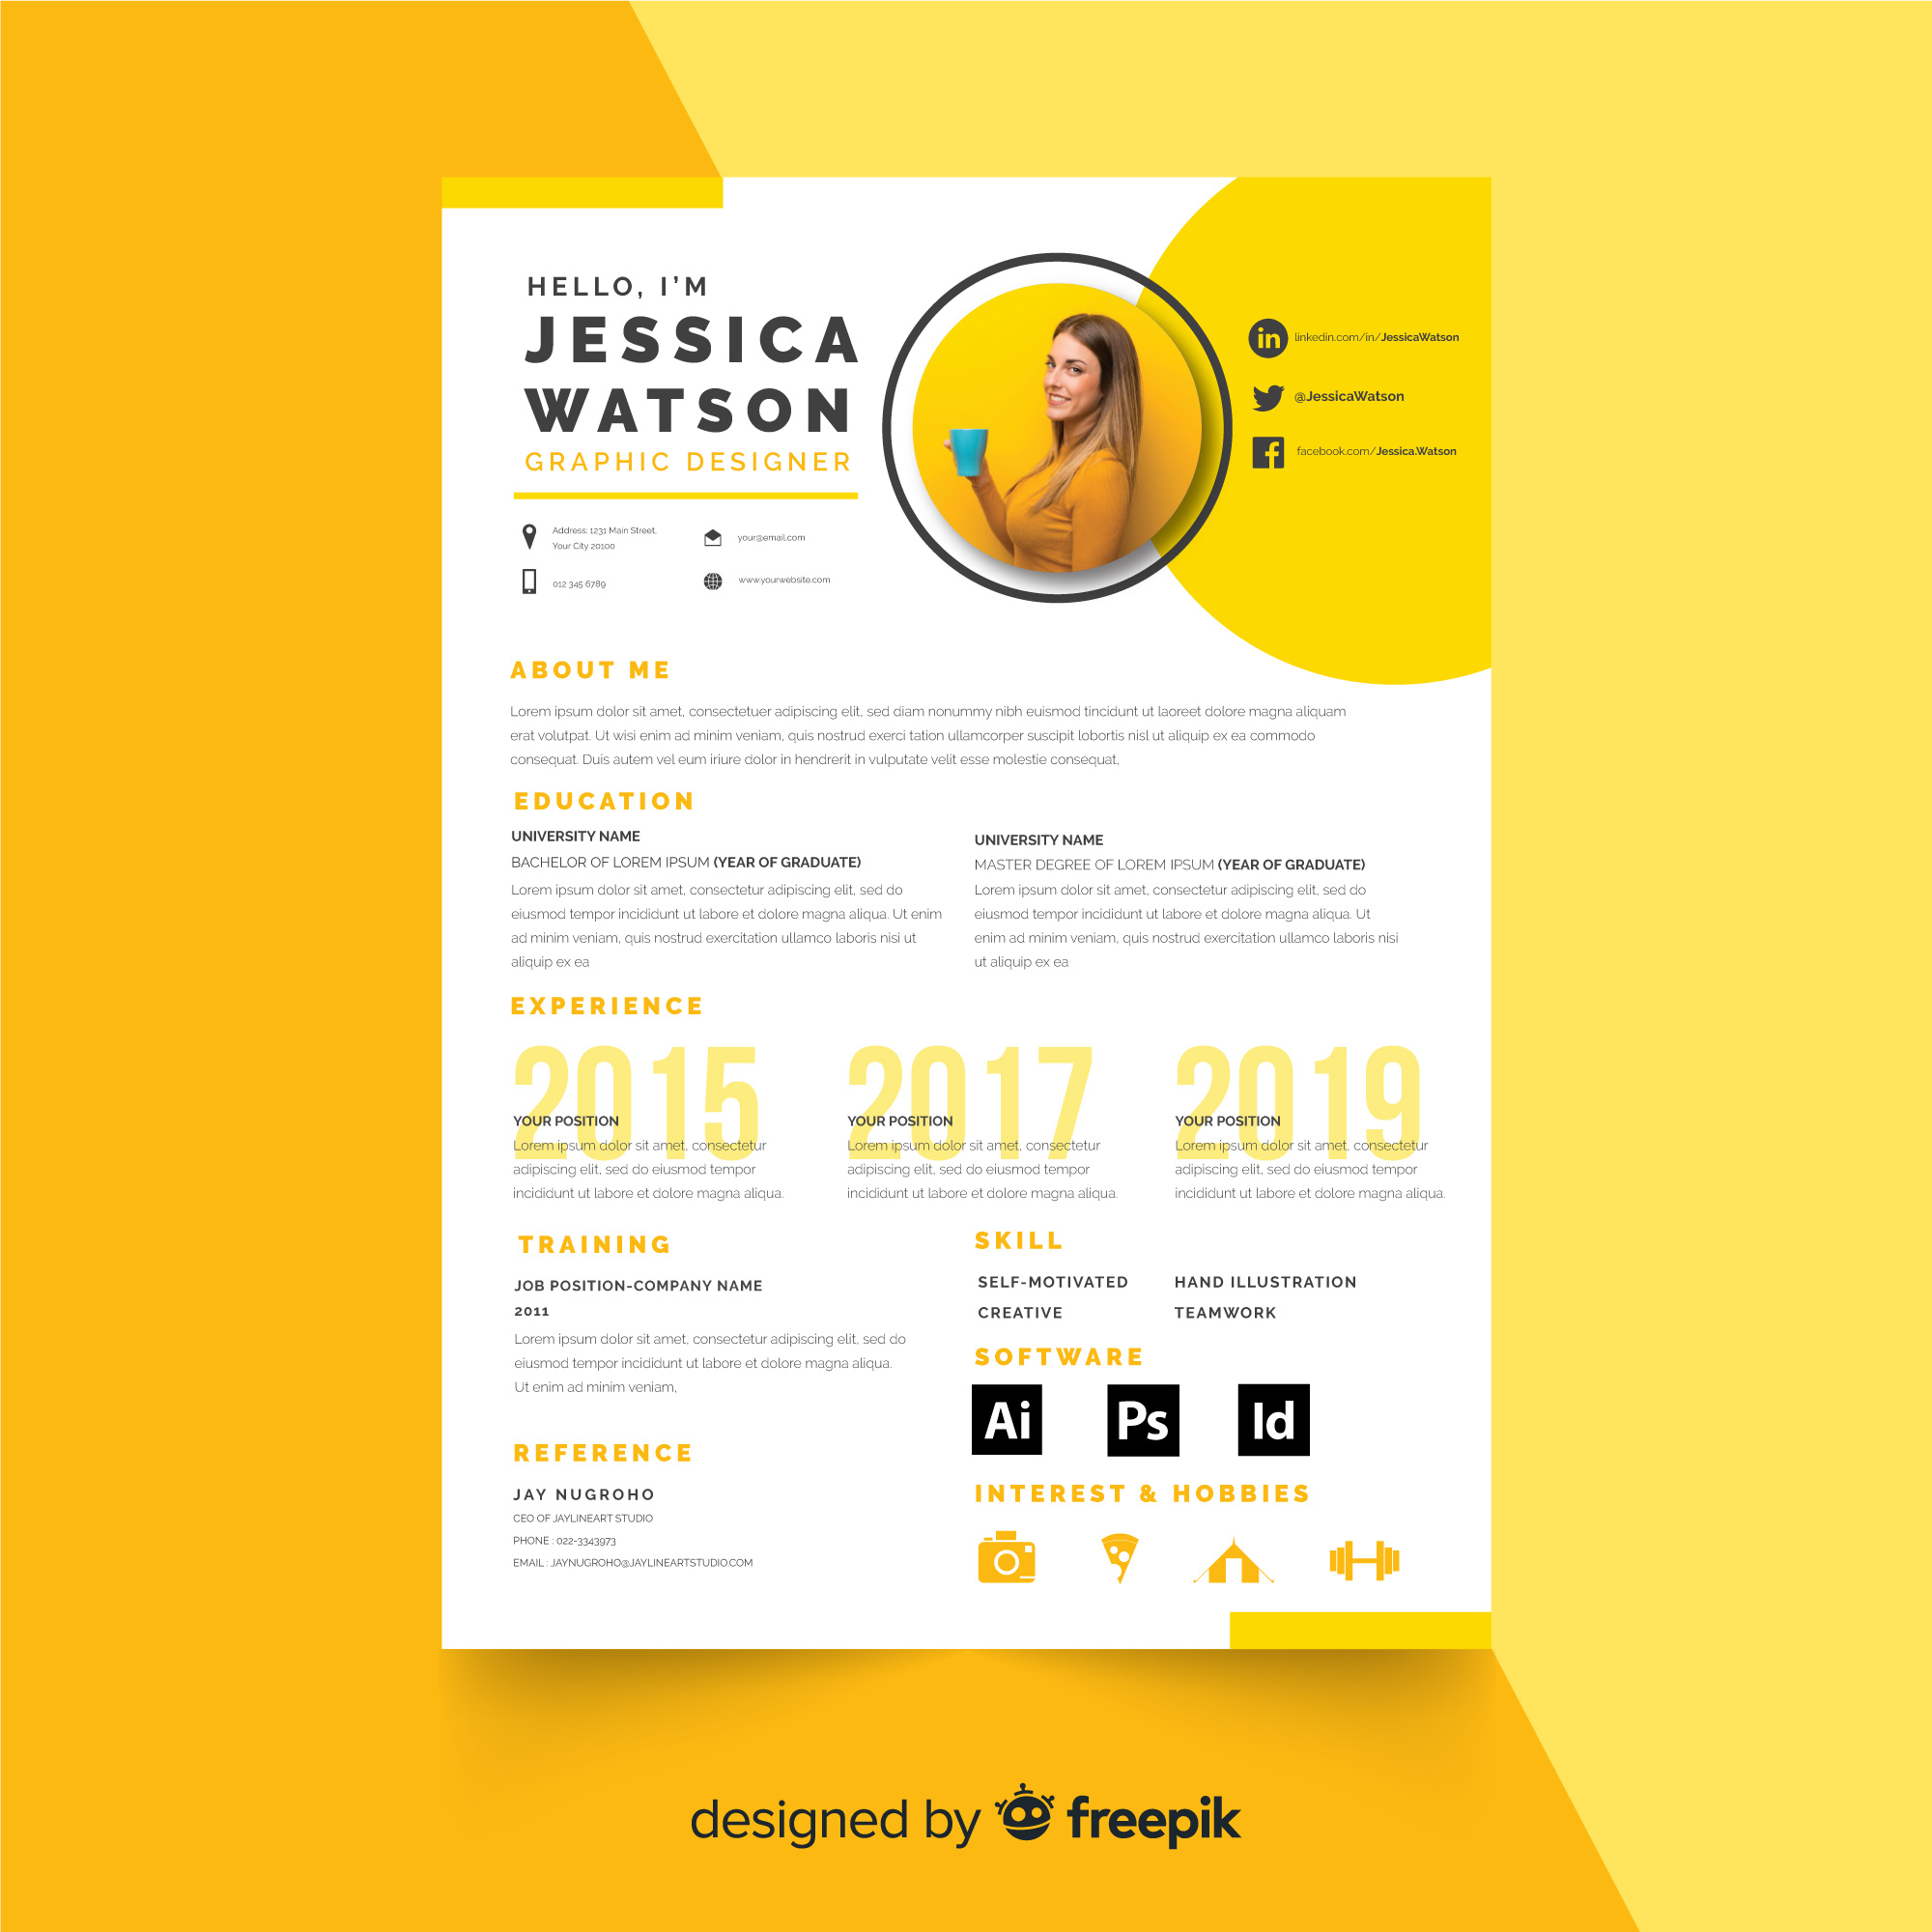 HELLO, I'M
JESSICA
WATSON
GRAPHIC DESIGNER
Address: 1231 Main Street,
Your City 20100
your@email.com
012 345 6789
www.yourwebsite.com
in linkedin.com/in/JessicaWatson
@JessicaWatson
facebook.com/Jessica.Watson
ABOUT ME
Lorem ipsum dolor sit amet, consectetuer adipiscing elit, sed diam nonummy nibh euismod tincidunt ut laoreet dolore magna aliquam
erat volutpat. Ut wisi enim ad minim veniam, quis nostrud exerci tation ullamcorper suscipit lobortis nisl ut aliquip ex ea commodo
consequat. Duis autem vel eum iriure dolor in hendrerit in vulputate velit esse molestie consequat,
EDUCATION
UNIVERSITY NAME
BACHELOR OF LOREM IPSUM (YEAR OF GRADUATE)
Lorem ipsum dolor sit amet, consectetur adipiscing elit, sed do
eiusmod tempor incididunt ut labore et dolore magna aliqua. Ut enim
ad minim veniam, quis nostrud exercitation ullamco laboris nisi ut
aliquip ex ea
UNIVERSITY NAME
MASTER DEGREE OF LOREM IPSUM (YEAR OF GRADUATE)
Lorem ipsum dolor sit amet, consectetur adipiscing elit, sed do
eiusmod tempor incididunt ut labore et dolore magna aliqua. Ut
enim ad minim veniam, quis nostrud exercitation ullamco laboris nisi
ut aliquip ex ea
EXPERIENCE
2015
YOUR POSITION
Lorem ipsum dolor sit amet, consectetur
adipiscing elit, sed do eiusmod tempor
incididunt ut labore et dolore magna aliqua.
2017
YOUR POSITION
Lorem ipsum dolor sit amet, consectetur
adipiscing elit, sed do eiusmod tempor
incididunt ut labore et dolore magna aliqua.
2019
YOUR POSITION
Lorem ipsum dolor sit amet, consectetur
adipiscing elit, sed do eiusmod tempor
incididunt ut labore et dolore magna aliqua.
TRAINING
JOB POSITION-COMPANY NAME
2011
Lorem ipsum dolor sit amet, consectetur adipiscing elit, sed do
eiusmod tempor incididunt ut labore et dolore magna aliqua.
Ut enim ad minim veniam,
REFERENCE
JAY NUGROHO
CEO OF JAYLINEART STUDIO
PHONE : 022-3343973
EMAIL : JAYNUGROHO@JAYLINEARTSTUDIO.COM
SKILL
SELF-MOTIVATED HAND ILLUSTRATION
CREATIVE TEAMWORK
SOFTWARE
Ai Ps Id
INTEREST & HOBBIES
designed by freepik